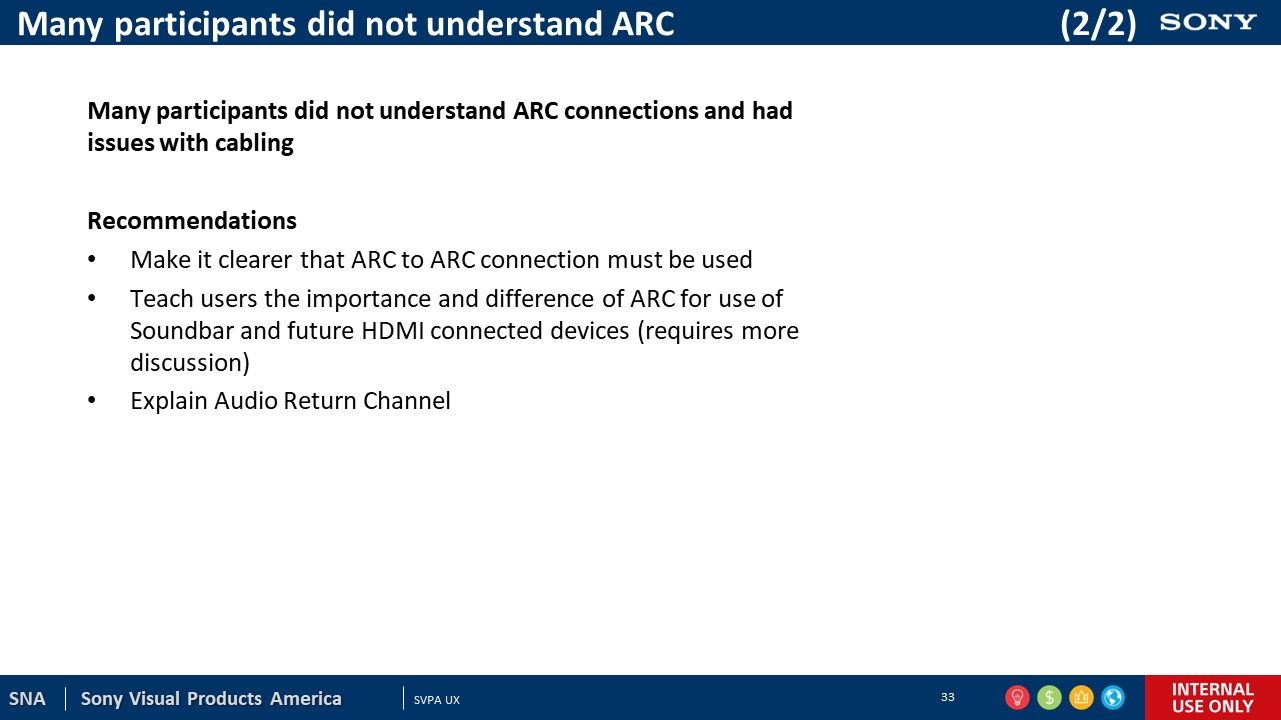 Many participants did not understand ARC
(2/2)
SONY
Many participants did not understand ARC connections and had
issues with cabling
Recommendations
• Make it clearer that ARC to ARC connection must be used
• Teach users the importance and difference of ARC for use of
Soundbar and future HDMI connected devices (requires more
discussion)
• Explain Audio Return Channel
SNA
Sony Visual Products America
SVPA UX
33
$
INTERNAL
USE ONLY